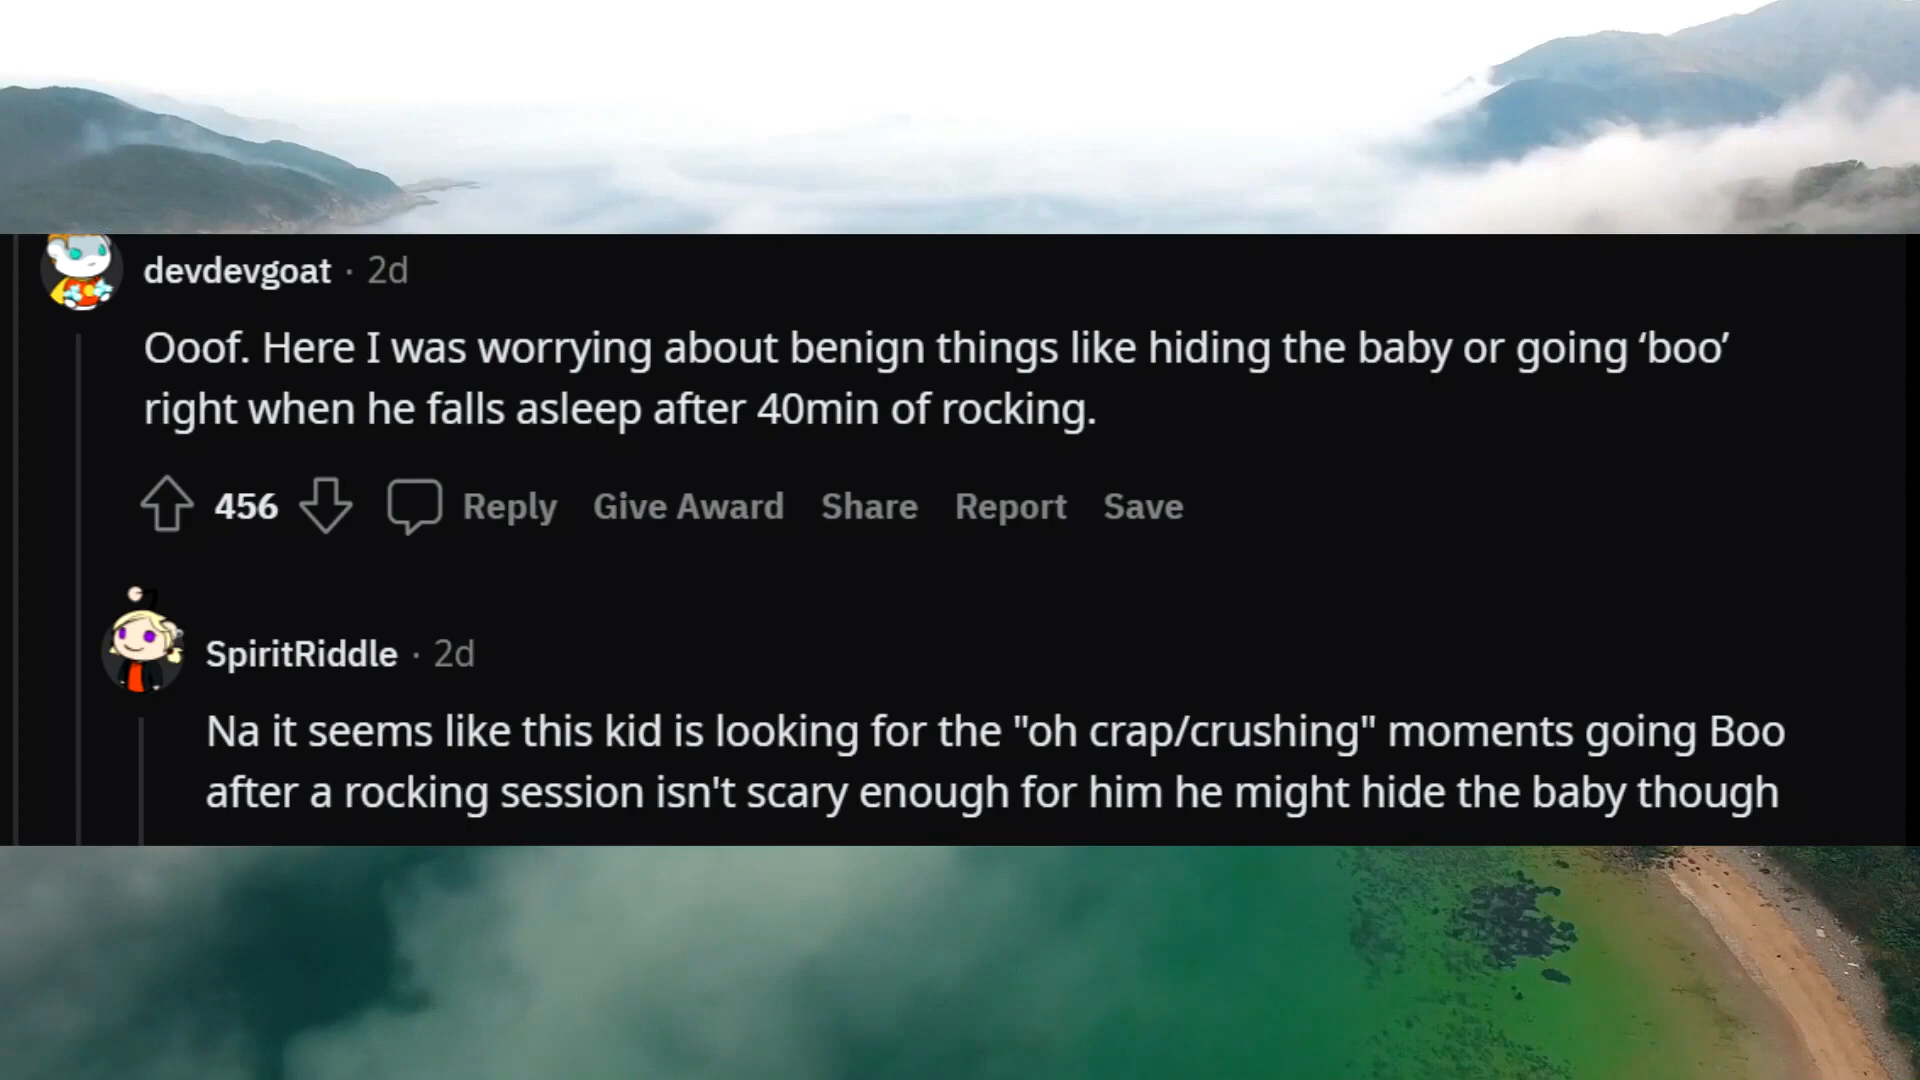 devdevgoat · 2d
Ooof. Here I was worrying about benign things like hiding the baby or going ‘boo’
right when he falls asleep after 40min of rocking.
456 Reply Give Award Share Report Save
SpiritRiddle · 2d
Na it seems like this kid is looking for the "oh crap/crushing" moments going Boo
after a rocking session isn't scary enough for him he might hide the baby though